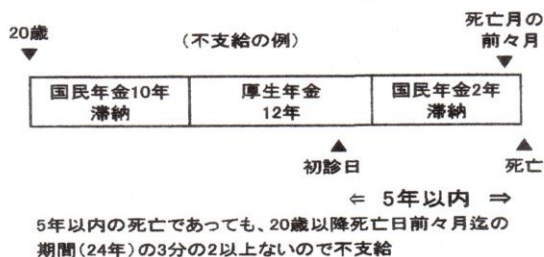 20歳
(不支給の例)
死亡月の
前々月
▼
▼
国民年金10年
滞納
厚生年金
12年
国民年金2年
滞納
▲
▲
初診日
死亡
⇐ 5年以内 ⇒
5年以内の死亡であっても、20歳以降死亡日前々月迄の
期間(24年)の3分の2以上ないので不支給